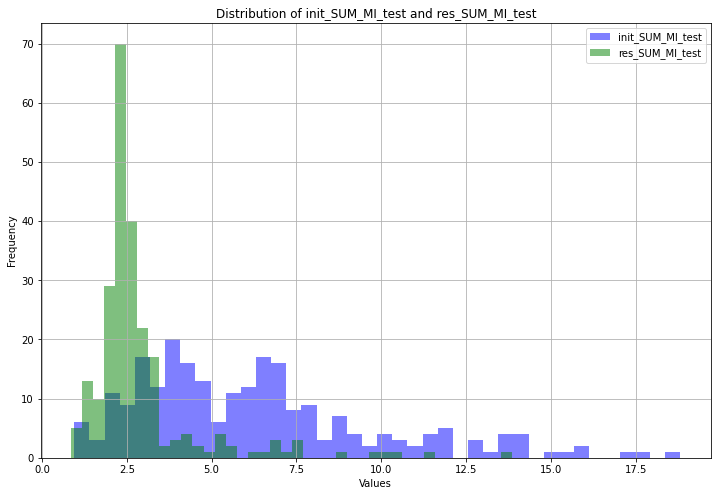 Distribution of init_SUM_MI_test and res_SUM_MI_test
init_SUM_MI_test
res_SUM_MI_test
70
60
50
40
30
20
10
0
Frequency
0.0 2.5 5.0 7.5 10.0 12.5 15.0 17.5
Values